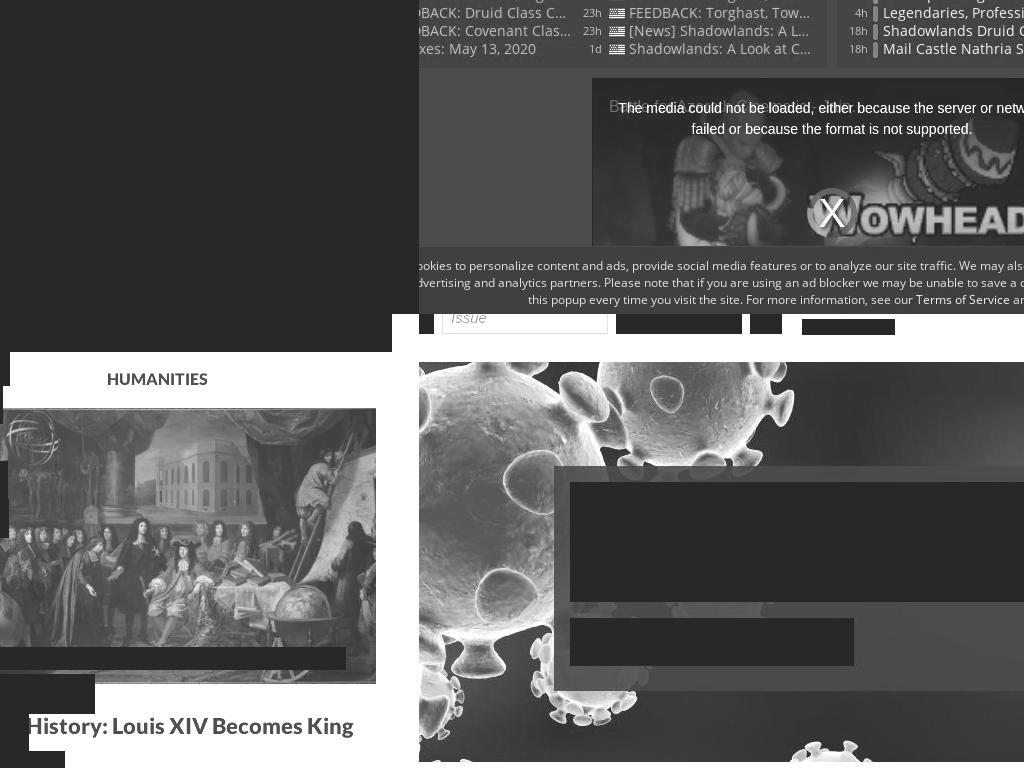 DBACK: Druid Class C... 23h FEEDBACK: Torghast, Tow... 4h Legendaries, Professi
DBACK: Covenant Clas... 23h [News] Shadowlands: A L... 18h Shadowlands Druid C
xes: May 13, 2020 1d Shadowlands: A Look at C... 18h Mail Castle Nathria S
The media could not be loaded, either because the server or netw
failed or because the format is not supported.
X
WOWHEAD
ookies to personalize content and ads, provide social media features or to analyze our site traffic. We may als
dvertising and analytics partners. Please note that if you are using an ad blocker we may be unable to save a c
this popup every time you visit the site. For more information, see our Terms of Service an
Issue
HUMANITIES
History: Louis XIV Becomes King